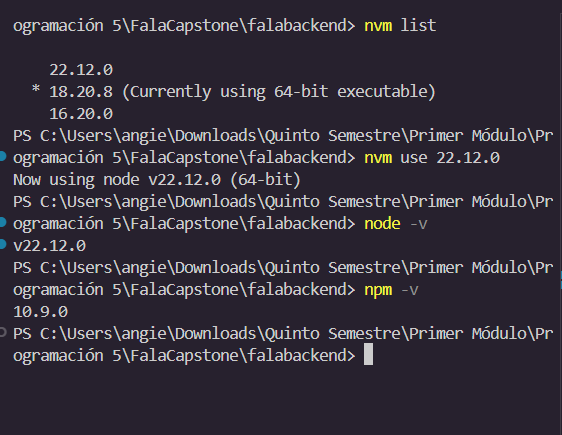 ogramación 5\FalaCapstone\falabackend> nvm list
22.12.0
* 18.20.8 (Currently using 64-bit executable)
16.20.0
PS C:\Users\angie\Downloads\Quinto Semestre\Primer Módulo\Pr
ogramación 5\FalaCapstone\falabackend> nvm use 22.12.0
Now using node v22.12.0 (64-bit)
PS C:\Users\angie\Downloads\Quinto Semestre\Primer Módulo\Pr
ogramación 5\FalaCapstone\falabackend> node -v
v22.12.0
PS C:\Users\angie\Downloads\Quinto Semestre\Primer Módulo\Pr
ogramación 5\FalaCapstone\falabackend> npm -v
10.9.0
PS C:\Users\angie\Downloads\Quinto Semestre\Primer Módulo\Pr
ogramación 5\FalaCapstone\falabackend>